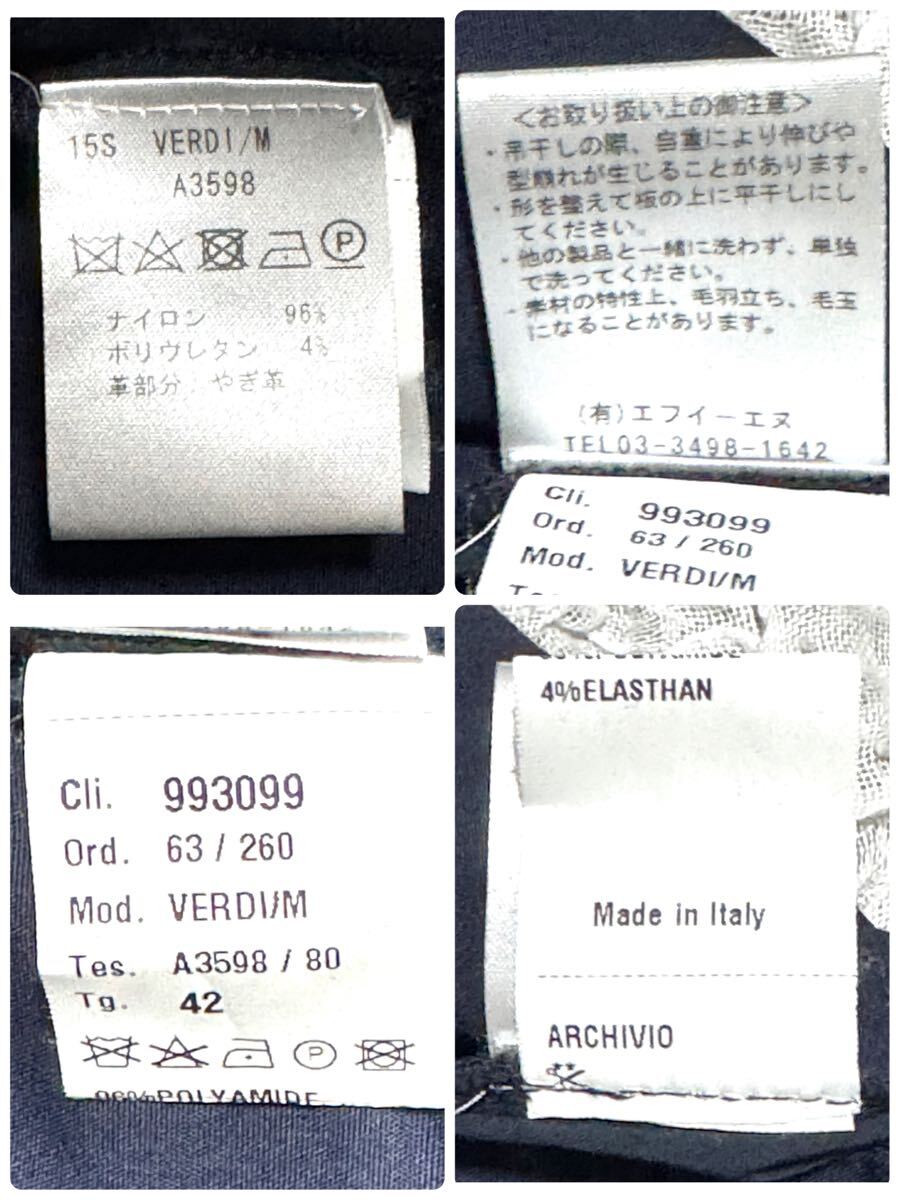 15S VERDI/M
A3598
P
ナイロン 96%
ポリウレタン 4%
革部分：やぎ革
<お取り扱い上の御注意>
・吊干しの際、自重により伸びや
型崩れが生じることがあります。
・形を整えて板の上に平干しにし
てください。
・他の製品と一緒に洗わず、単独
で洗ってください。
・素材の特性上、毛羽立ち、毛玉
になることがあります。
(有)エフイーエヌ
TEL03-3498-1642
Cli. 993099
Ord. 63 / 260
Mod. VERDI/M
Cli. 993099
Ord. 63 / 260
Mod. VERDI/M
Tes. A3598 / 80
Tg. 42
P
96%POLYAMIDE
4%ELASTHAN
Made in Italy
ARCHIVIO